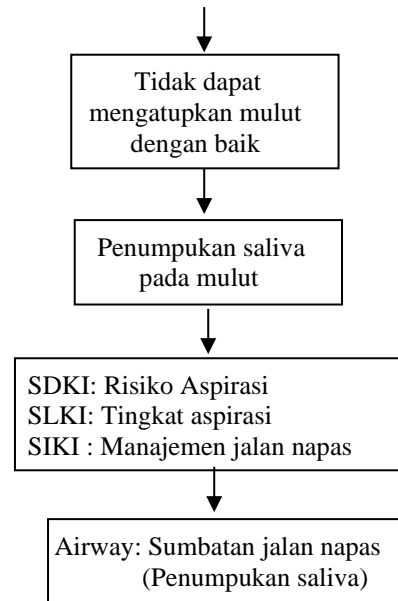 Tidak dapat
mengatupkan mulut
dengan baik
Penumpukan saliva
pada mulut
SDKI: Risiko Aspirasi
SLKI: Tingkat aspirasi
SIKI : Manajemen jalan napas
Airway: Sumbatan jalan napas
(Penumpukan saliva)